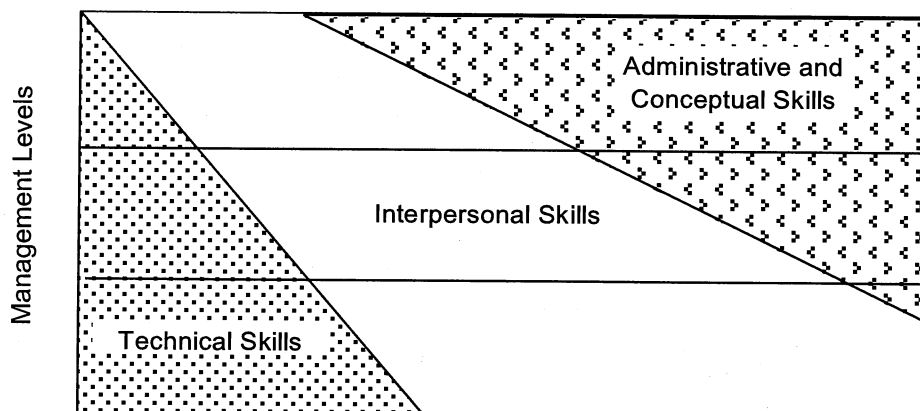 Administrative and
Conceptual Skills
Management Levels
Interpersonal Skills
Technical Skills